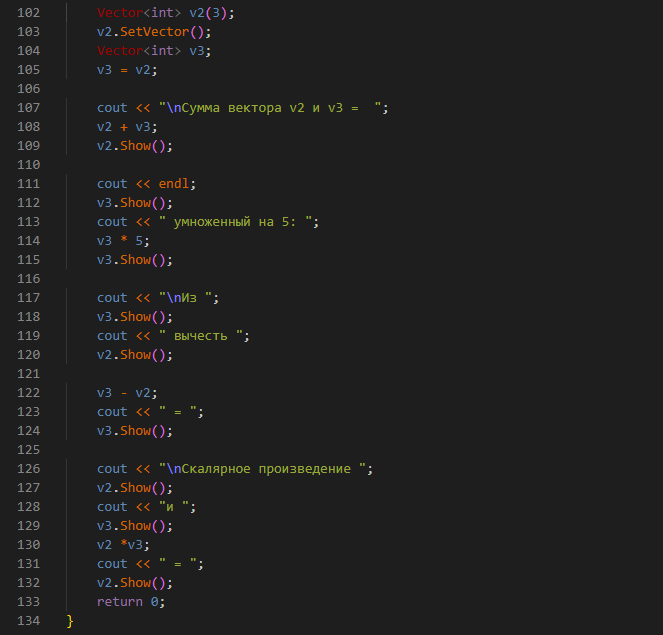 102 Vector<int> v2(3);
103 v2.SetVector();
104 Vector<int> v3;
105 v3 = v2;
106
107 cout << "\nСумма вектора v2 и v3 =  ";
108 v2 + v3;
109 v2.Show();
110
111 cout << endl;
112 v3.Show();
113 cout << " умноженный на 5: ";
114 v3 * 5;
115 v3.Show();
116
117 cout << "\nИз ";
118 v3.Show();
119 cout << " вычесть ";
120 v2.Show();
121
122 v3 - v2;
123 cout << " = ";
124 v3.Show();
125
126 cout << "\nСкалярное произведение ";
127 v2.Show();
128 cout << "и ";
129 v3.Show();
130 v2 *v3;
131 cout << " = ";
132 v2.Show();
133 return 0;
134 }